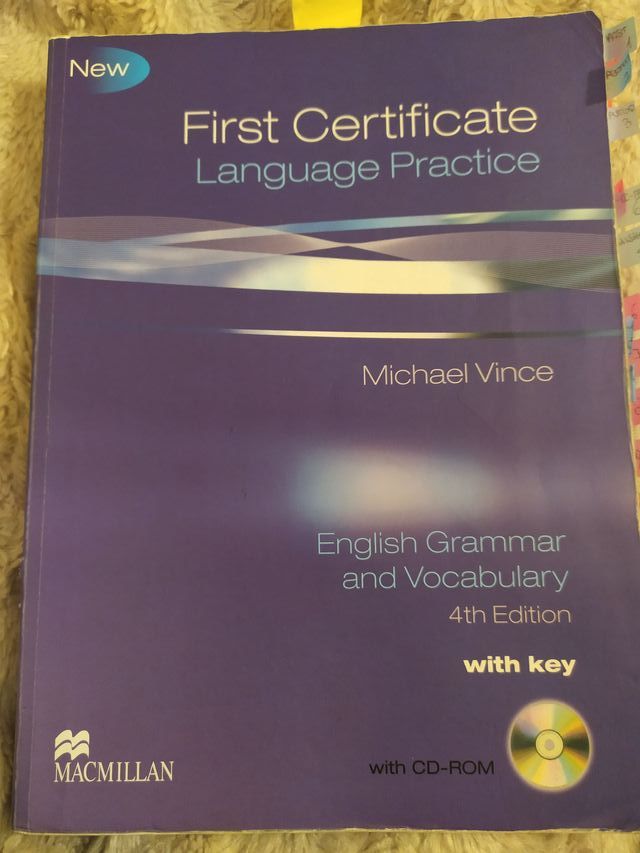 New
First Certificate
Language Practice
Michael Vince
English Grammar
and Vocabulary
4th Edition
with key
with CD-ROM
MACMILLAN